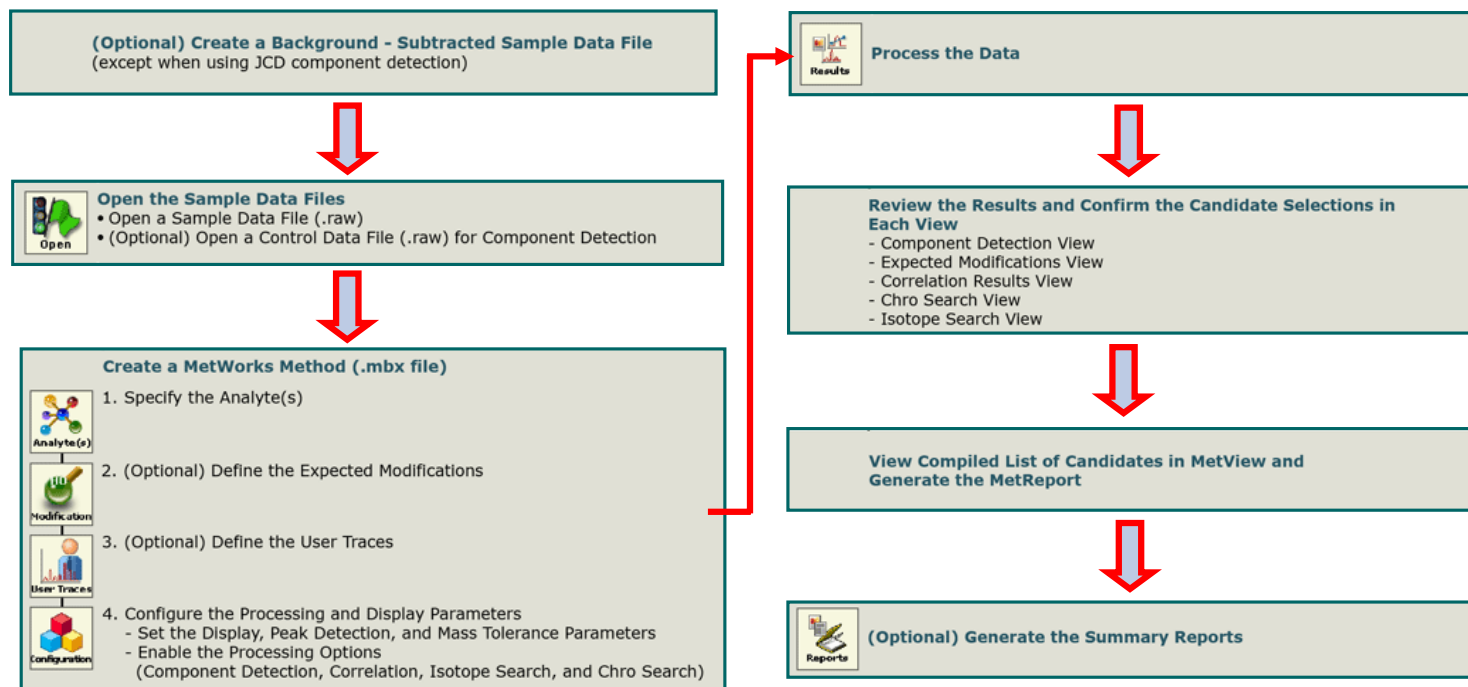 (Optional) Create a Background - Subtracted Sample Data File
(except when using JCD component detection)
Open
Open the Sample Data Files
• Open a Sample Data File (.raw)
• (Optional) Open a Control Data File (.raw) for Component Detection
Create a MetWorks Method (.mbx file)
1. Specify the Analyte(s)
Analyte(s)
2. (Optional) Define the Expected Modifications
Modification
3. (Optional) Define the User Traces
User Traces
4. Configure the Processing and Display Parameters
- Set the Display, Peak Detection, and Mass Tolerance Parameters
- Enable the Processing Options
(Component Detection, Correlation, Isotope Search, and Chro Search)
Configuration
Results
Process the Data
Review the Results and Confirm the Candidate Selections in
Each View
- Component Detection View
- Expected Modifications View
- Correlation Results View
- Chro Search View
- Isotope Search View
View Compiled List of Candidates in MetView and
Generate the MetReport
Reports
(Optional) Generate the Summary Reports